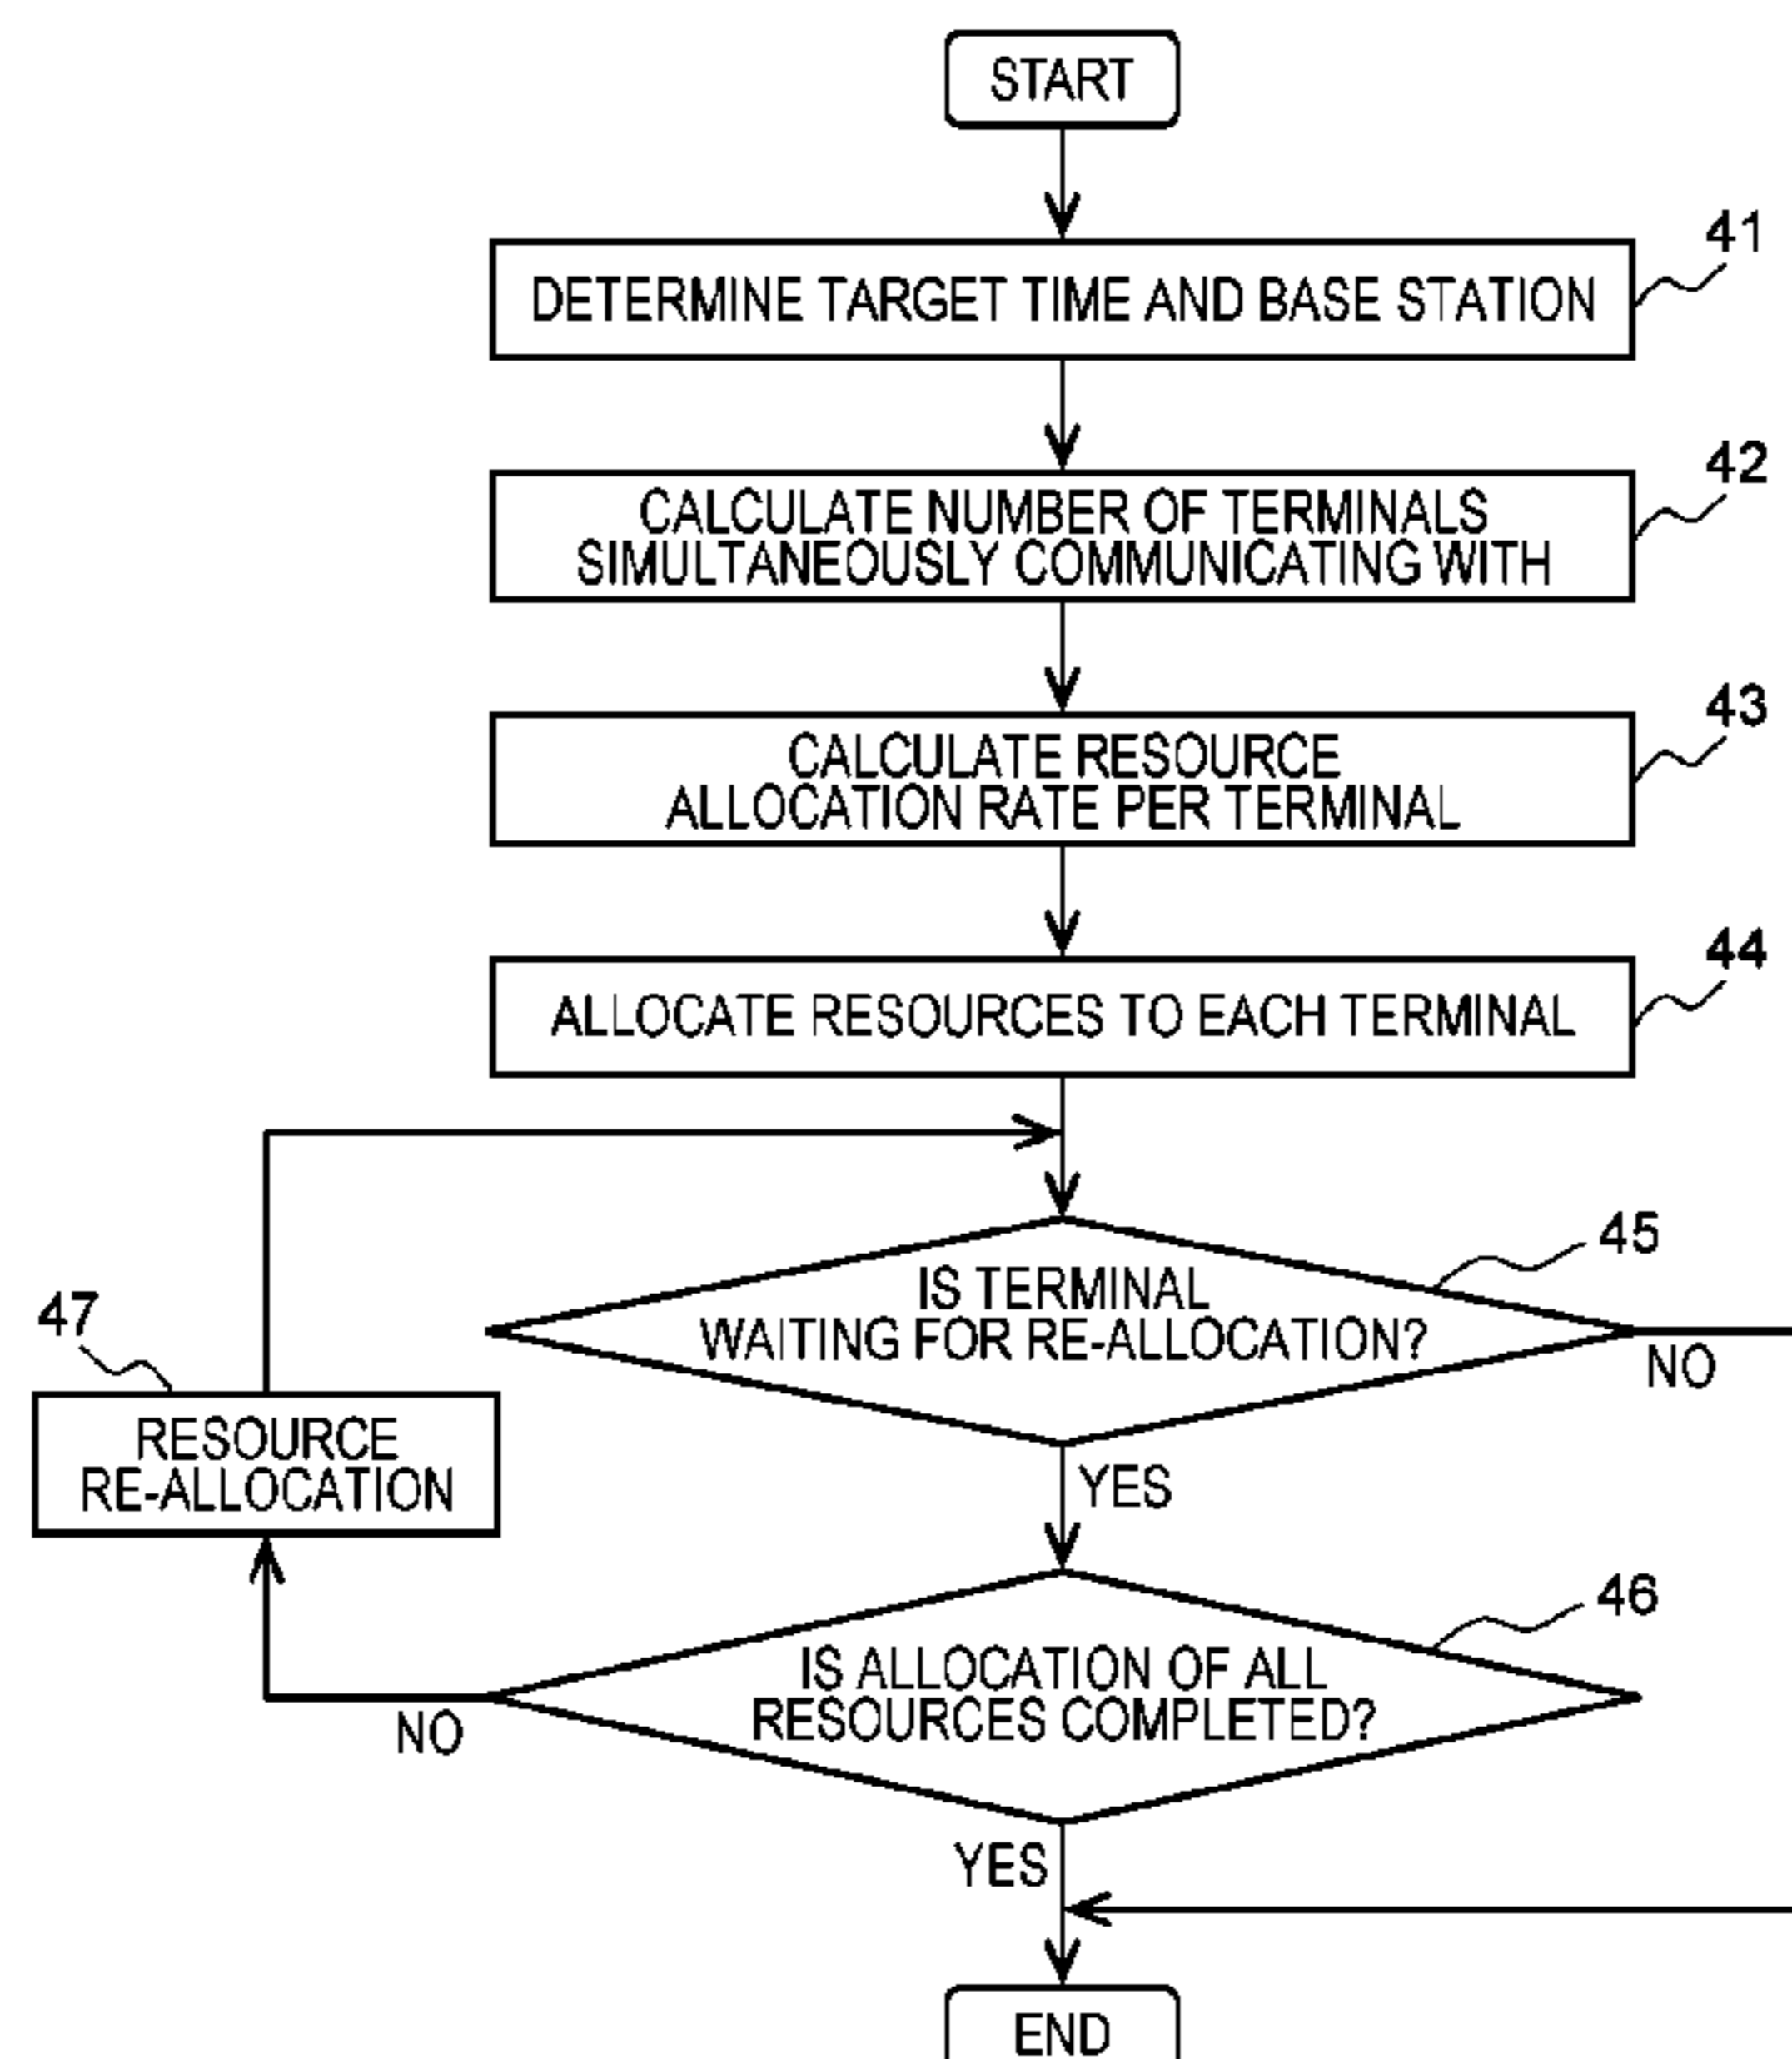 START
41
DETERMINE TARGET TIME AND BASE STATION
42
CALCULATE NUMBER OF TERMINALS
SIMULTANEOUSLY COMMUNICATING WITH
43
CALCULATE RESOURCE
ALLOCATION RATE PER TERMINAL
44
ALLOCATE RESOURCES TO EACH TERMINAL
45
IS TERMINAL
WAITING FOR RE-ALLOCATION?
NO
47
RESOURCE
RE-ALLOCATION
YES
46
IS ALLOCATION OF ALL
RESOURCES COMPLETED?
NO
YES
END